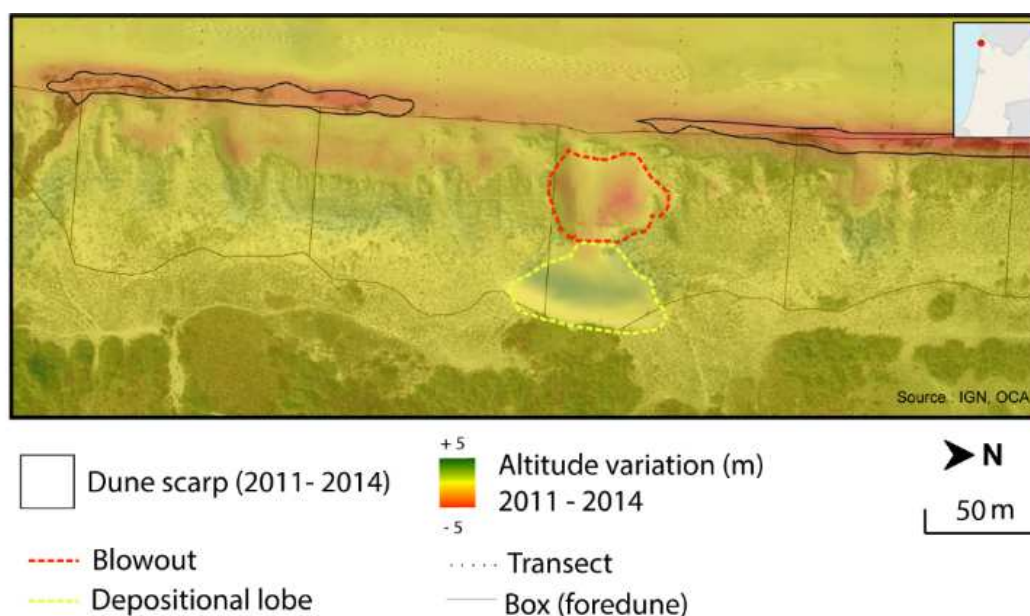 Source : IGN, OCA
Dune scarp (2011- 2014)
+ 5
- 5
Altitude variation (m)
2011 - 2014
N
50 m
Blowout
Depositional lobe
Transect
Box (foredune)